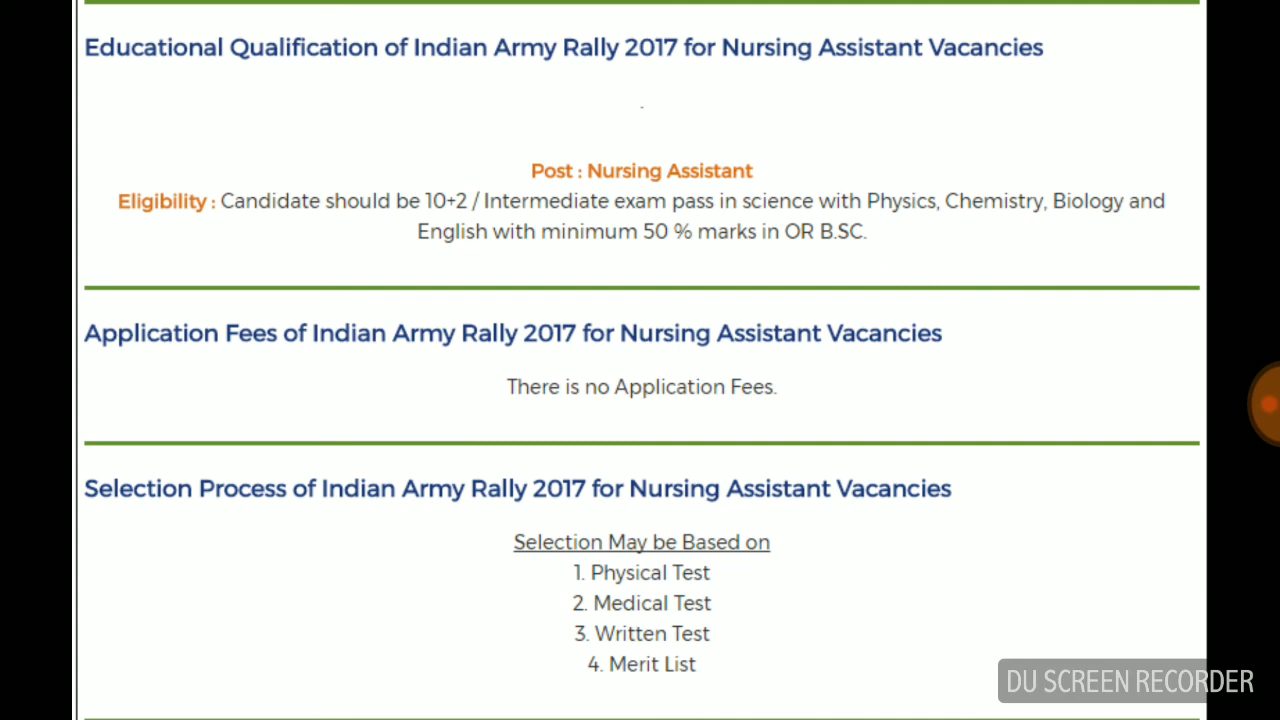 Educational Qualification of Indian Army Rally 2017 for Nursing Assistant Vacancies
.
Post : Nursing Assistant
Eligibility : Candidate should be 10+2 / Intermediate exam pass in science with Physics, Chemistry, Biology and
English with minimum 50 % marks in OR B.SC.
Application Fees of Indian Army Rally 2017 for Nursing Assistant Vacancies
There is no Application Fees.
Selection Process of Indian Army Rally 2017 for Nursing Assistant Vacancies
Selection May be Based on
1. Physical Test
2. Medical Test
3. Written Test
4. Merit List
DU SCREEN RECORDER